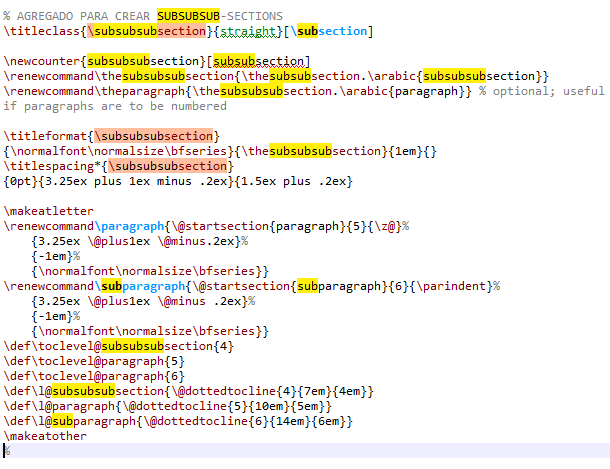 % AGREGADO PARA CREAR SUBSUBSUB-SECTIONS
\titleclass{\subsubsubsection}{straight}[\subsection]
\newcounter{subsubsubsection}[subsubsection]
\renewcommand\thesubsubsubsection{\thesubsubsection.\arabic{subsubsubsection}}
\renewcommand\theparagraph{\thesubsubsubsection.\arabic{paragraph}} % optional; useful
if paragraphs are to be numbered
\titleformat{\subsubsubsection}
{\normalfont\normalsize\bfseries}{\thesubsubsubsection}{1em}{}
\titlespacing*{\subsubsubsection}
{0pt}{3.25ex plus 1ex minus .2ex}{1.5ex plus .2ex}
\makeatletter
\renewcommand\paragraph{\@startsection{paragraph}{5}{\z@}%
{3.25ex \@plus1ex \@minus.2ex}%
{-1em}%
{\normalfont\normalsize\bfseries}}
\renewcommand\subparagraph{\@startsection{subparagraph}{6}{\parindent}%
{3.25ex \@plus1ex \@minus .2ex}%
{-1em}%
{\normalfont\normalsize\bfseries}}
\def\toclevel@subsubsubsection{4}
\def\toclevel@paragraph{5}
\def\toclevel@paragraph{6}
\def\l@subsubsubsection{\@dottedtocline{4}{7em}{4em}}
\def\l@paragraph{\@dottedtocline{5}{10em}{5em}}
\def\l@subparagraph{\@dottedtocline{6}{14em}{6em}}
\makeatother
%